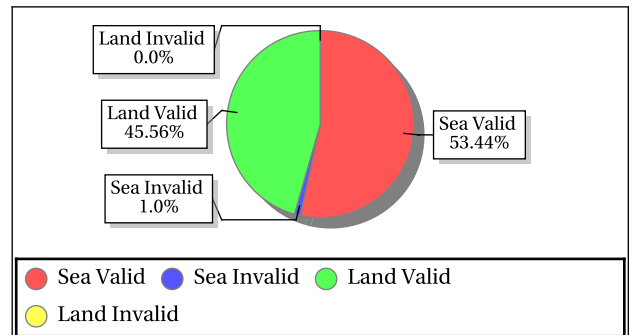 Land Invalid
0.0%
Land Valid
45.56%
Sea Valid
53.44%
Sea Invalid
1.0%
Sea Valid Sea Invalid Land Valid
Land Invalid